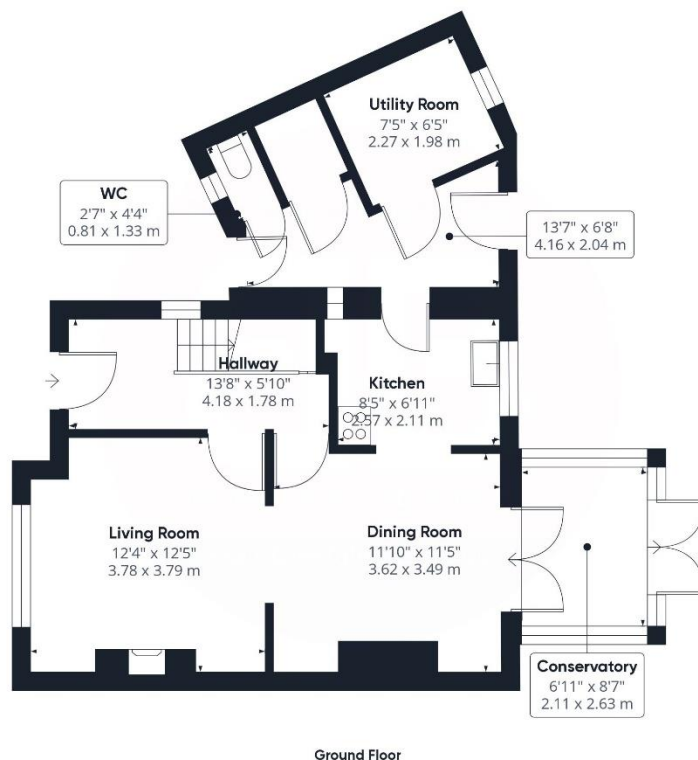 Utility Room
7'5" x 6'5"
2.27 x 1.98 m
WC
2'7" x 4'4"
0.81 x 1.33 m
13'7" x 6'8"
4.16 x 2.04 m
Hallway
13'8" x 5'10"
4.18 x 1.78 m
Kitchen
8'5" x 6'11"
2.57 x 2.11 m
Living Room
12'4" x 12'5"
3.78 x 3.79 m
Dining Room
11'10" x 11'5"
3.62 x 3.49 m
Conservatory
6'11" x 8'7"
2.11 x 2.63 m
Ground Floor